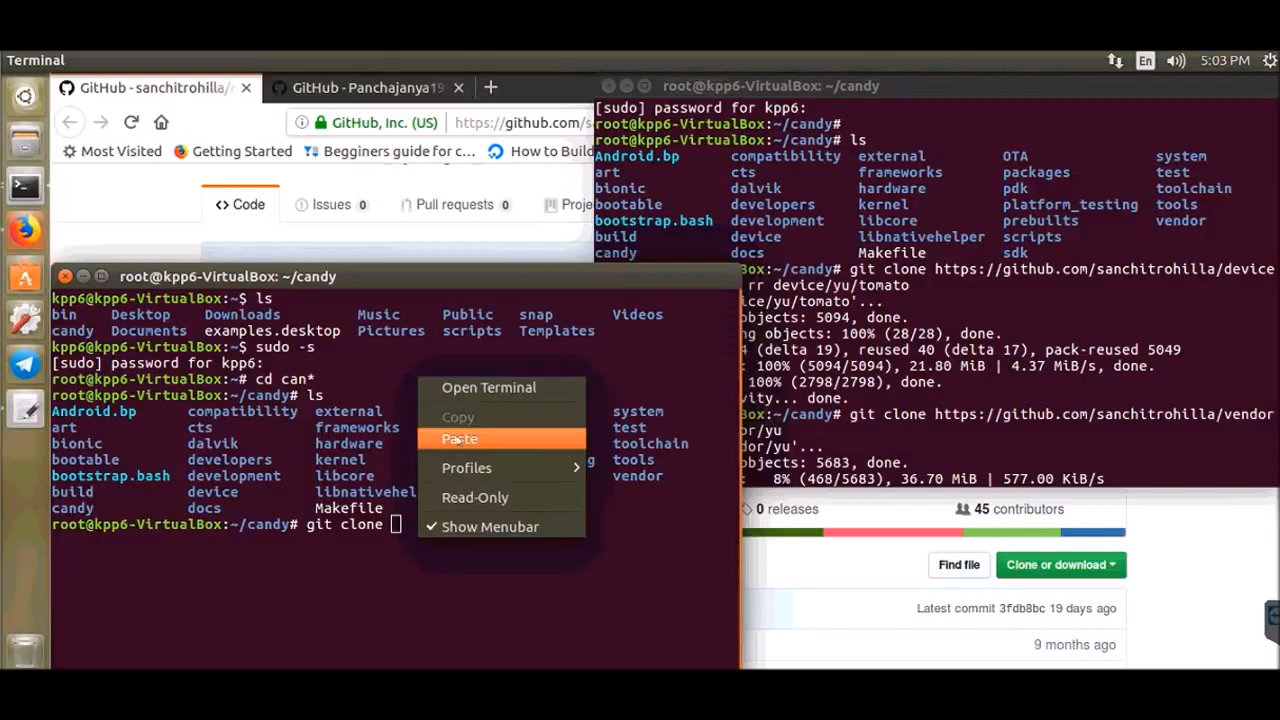 Terminal
En
5:03 PM
GitHub - sanchitrohilla/
GitHub - Panchajanya19
GitHub, Inc. (US)
https://github.com/s
Most Visited
Getting Started
Begginers guide for c...
How to Build
Code
Issues 0
Pull requests 0
Proje
root@kpp6-VirtualBox: ~/candy
[sudo] password for kpp6:
root@kpp6-VirtualBox:~/candy#
root@kpp6-VirtualBox:~/candy# ls
Android.bp compatibility external OTA system
art cts frameworks packages test
bionic dalvik hardware pdk toolchain
bootable developers kernel platform_testing tools
bootstrap.bash development libcore prebuilts vendor
build device libnativehelper scripts
candy docs Makefile sdk
Box:~/candy# git clone https://github.com/sanchitrohilla/device
rr device/yu/tomato
ice/yu/tomato'...
objects: 5094, done.
ng objects: 100% (28/28), done.
4 (delta 19), reused 40 (delta 17), pack-reused 5049
100% (5094/5094), 21.80 MiB | 4.37 MiB/s, done.
100% (2798/2798), done.
vity... done.
Box:~/candy# git clone https://github.com/sanchitrohilla/vendor
or/yu
or/yu'...
objects: 5683, done.
8% (468/5683), 36.70 MiB | 577.00 KiB/s
root@kpp6-VirtualBox: ~/candy
kpp6@kpp6-VirtualBox:~$ ls
bin Desktop Downloads Music Public snap Videos
candy Documents examples.desktop Pictures scripts Templates
kpp6@kpp6-VirtualBox:~$ sudo -s
[sudo] password for kpp6:
root@kpp6-VirtualBox:~# cd can*
root@kpp6-VirtualBox:~/candy# ls
Android.bp compatibility external system
art cts frameworks test
bionic dalvik hardware toolchain
bootable developers kernel g tools
bootstrap.bash development libcore vendor
build device libnativehel
candy docs Makefile
root@kpp6-VirtualBox:~/candy# git clone
Open Terminal
Copy
Paste
Profiles
Read-Only
Show Menubar
0 releases
45 contributors
Find file
Clone or download
Latest commit 3fdb8bc 19 days ago
9 months ago